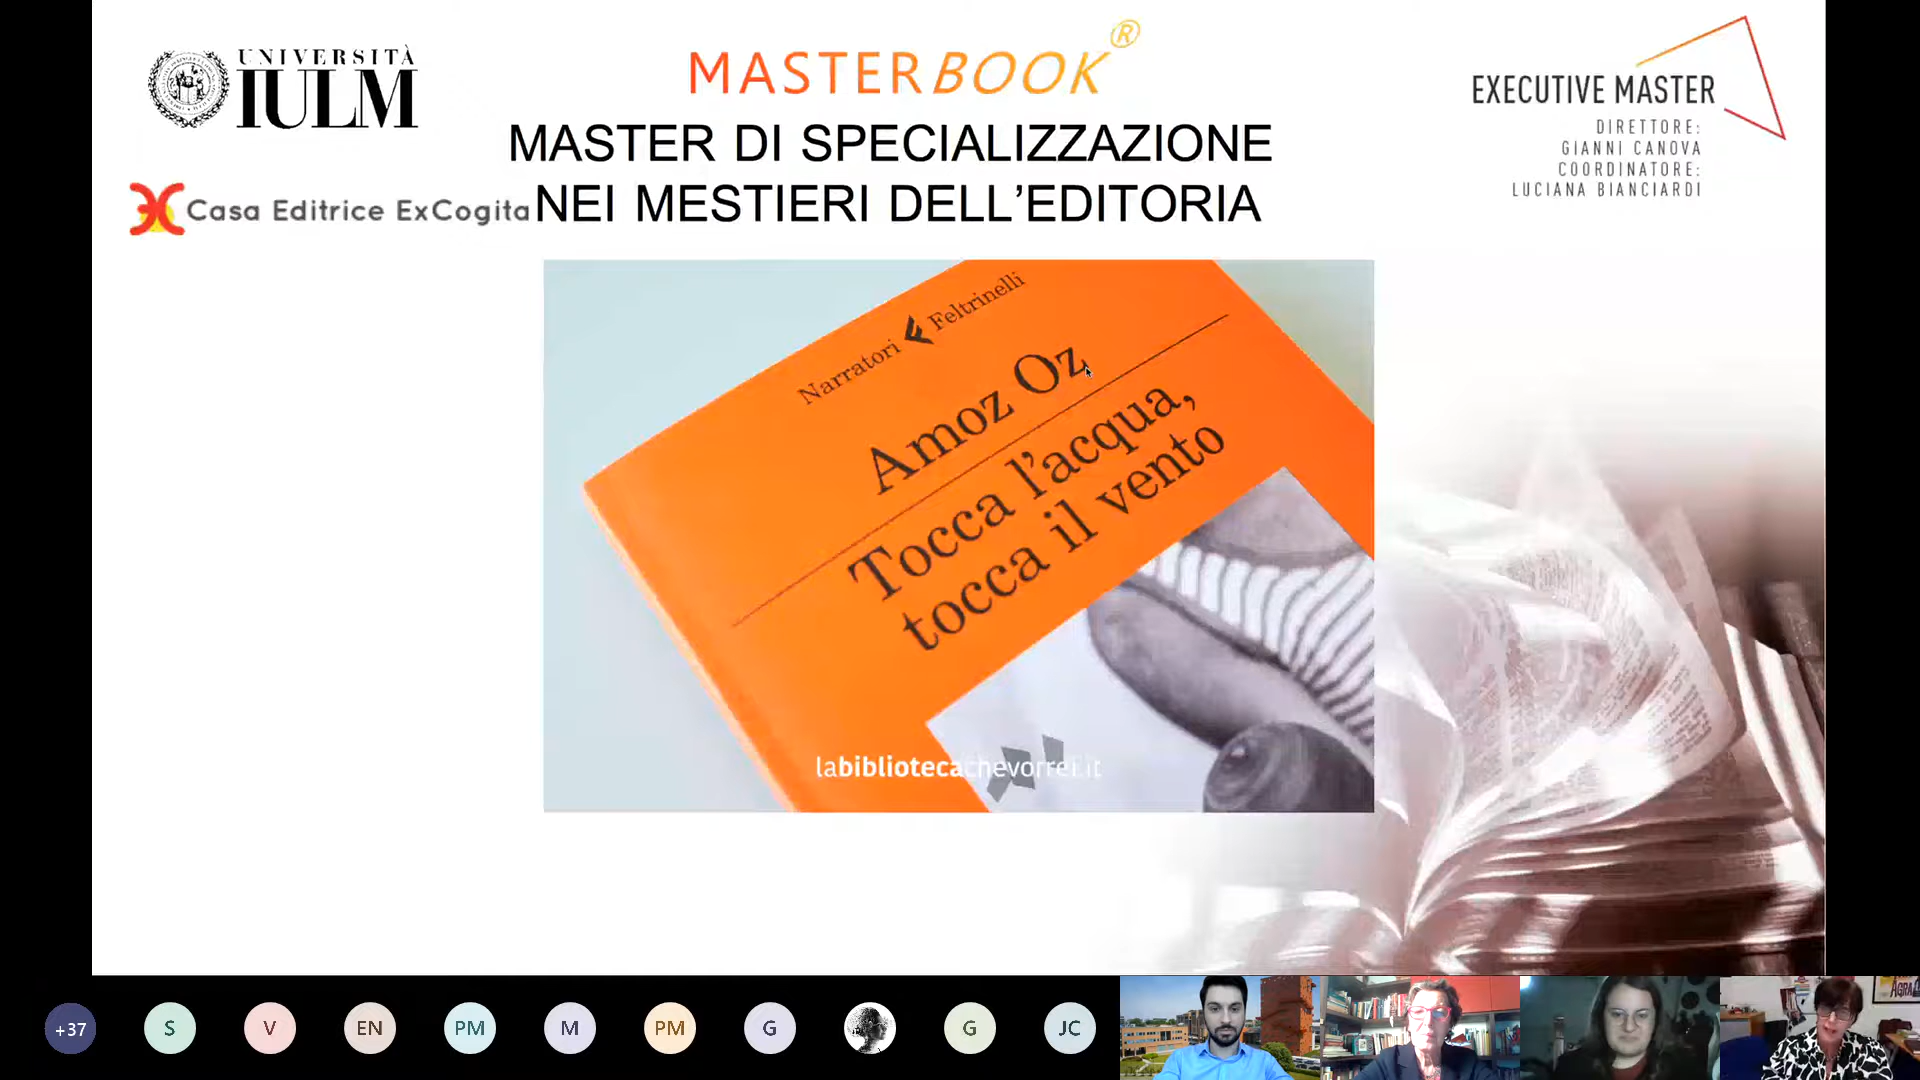 UNIVERSITÀ
IULM
MASTERBOOK®
EXECUTIVE MASTER
DIRETTORE:
GIANNI CANOVA
COORDINATORE:
LUCIANA BIANCIARDI
MASTER DI SPECIALIZZAZIONE
NEI MESTIERI DELL’EDITORIA
Casa Editrice ExCogita
Narratori Feltrinelli
Amoz Oz
Tocca l’acqua,
tocca il vento
labibliotecachevorrei.it
+37
S
V
EN
PM
M
PM
G
G
JC
AGRA